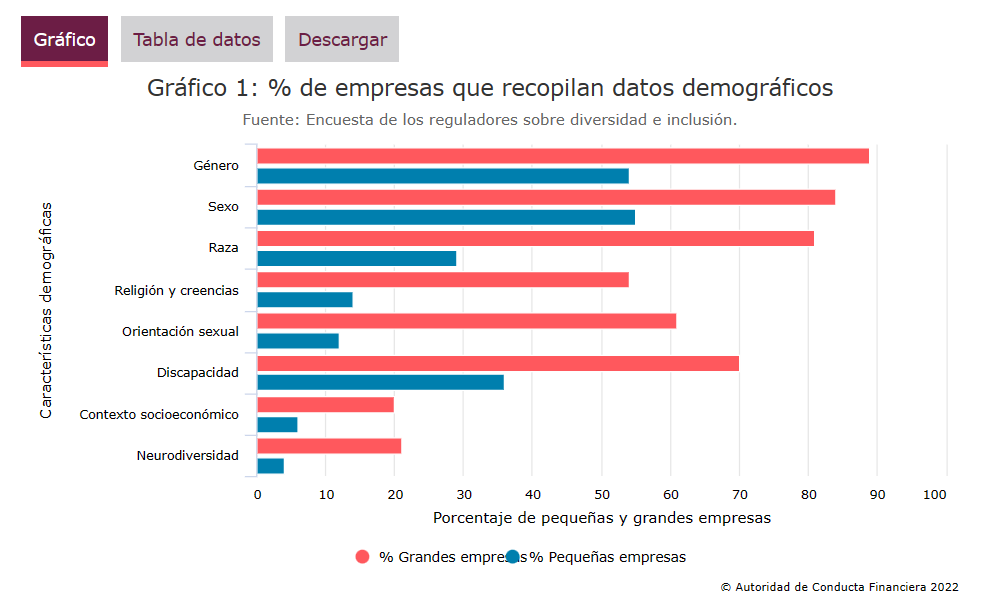 Gráfico Tabla de datos Descargar
Gráfico 1: % de empresas que recopilan datos demográficos
Fuente: Encuesta de los reguladores sobre diversidad e inclusión.
Características demográficas
Género
Sexo
Raza
Religión y creencias
Orientación sexual
Discapacidad
Contexto socioeconómico
Neurodiversidad
0 10 20 30 40 50 60 70 80 90 100
Porcentaje de pequeñas y grandes empresas
% Grandes empresas % Pequeñas empresas
© Autoridad de Conducta Financiera 2022